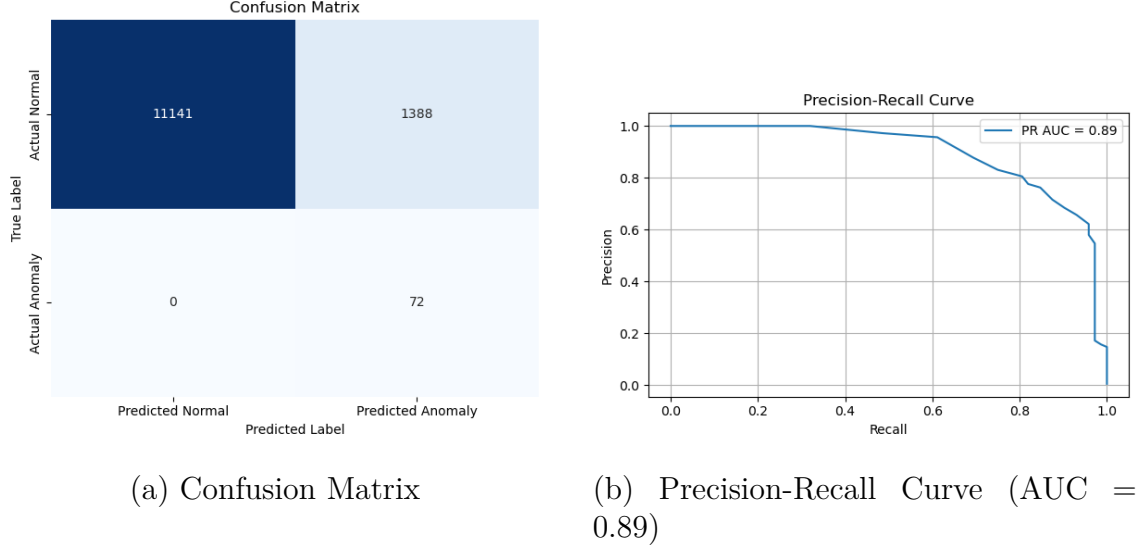 Confusion Matrix
Actual Normal
Actual Anomaly
True Label
11141
1388
0
72
Predicted Normal
Predicted Anomaly
Predicted Label
(a) Confusion Matrix
Precision-Recall Curve
PR AUC = 0.89
Precision
1.0
0.8
0.6
0.4
0.2
0.0
0.0
0.2
0.4
0.6
0.8
1.0
Recall
(b) Precision-Recall Curve (AUC =
0.89)